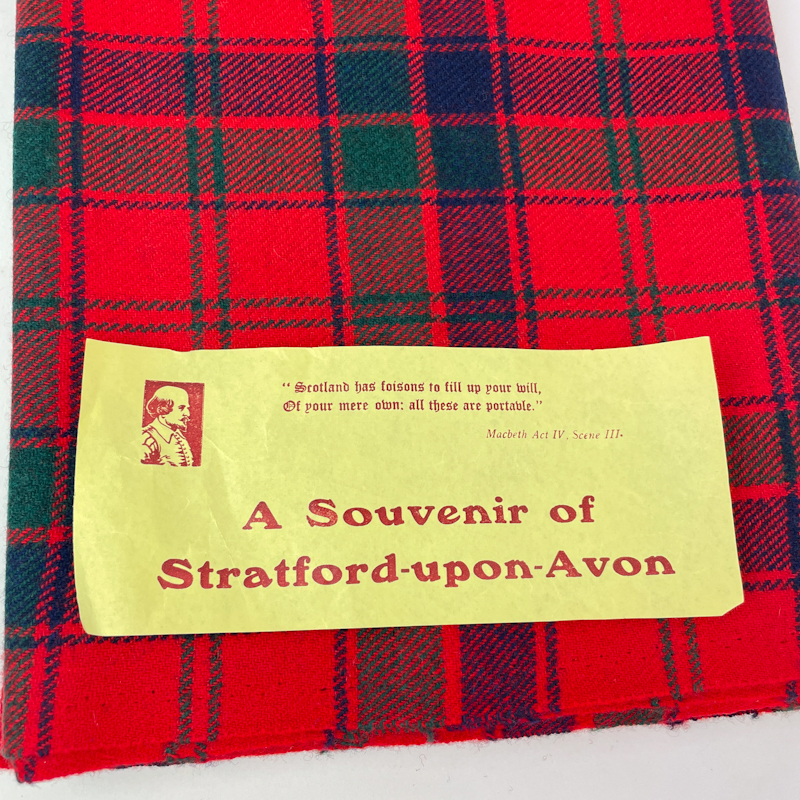 “Scotland has foisons to fill up your will,
Of your mere own: all these are portable.”
Macbeth Act IV, Scene III.
A Souvenir of
Stratford-upon-Avon